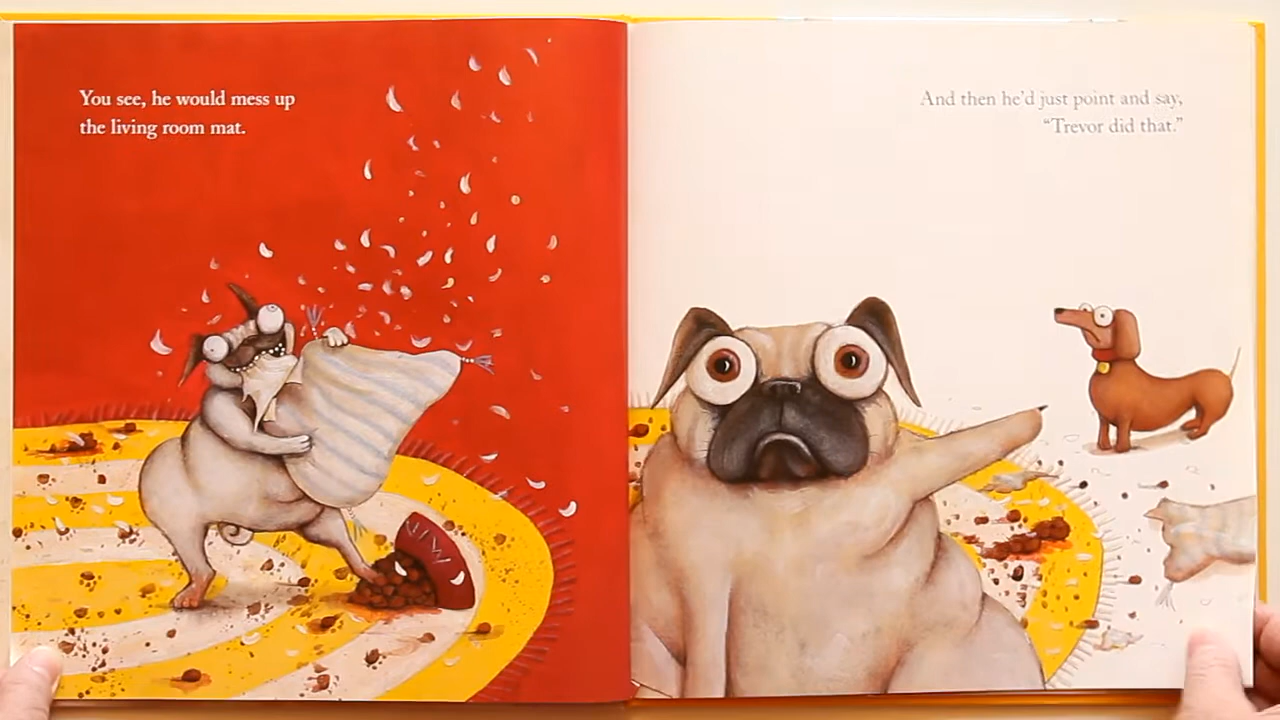 You see, he would mess up
the living room mat.
And then he'd just point and say,
“Trevor did that.”